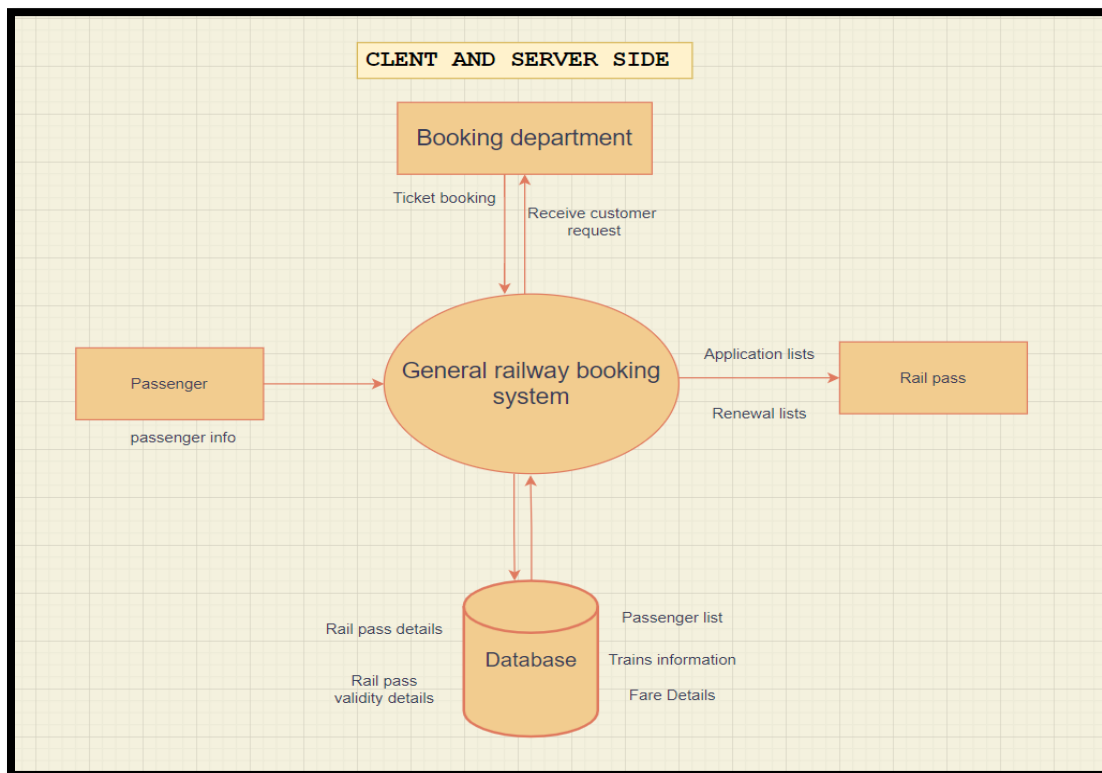 CLENT AND SERVER SIDE
Booking department
Ticket booking
Receive customer
request
General railway booking
system
Passenger
passenger info
Application lists
Renewal lists
Rail pass
Database
Rail pass details
Rail pass
validity details
Passenger list
Trains information
Fare Details